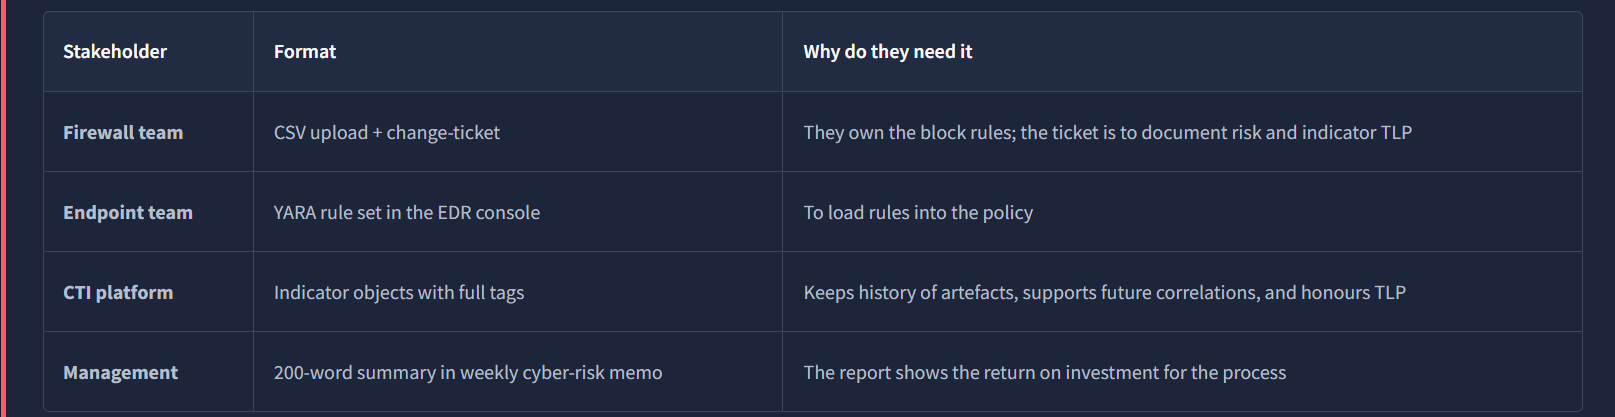 Stakeholder Format Why do they need it
Firewall team CSV upload + change-ticket They own the block rules; the ticket is to document risk and indicator TLP
Endpoint team YARA rule set in the EDR console To load rules into the policy
CTI platform Indicator objects with full tags Keeps history of artefacts, supports future correlations, and honours TLP
Management 200-word summary in weekly cyber-risk memo The report shows the return on investment for the process